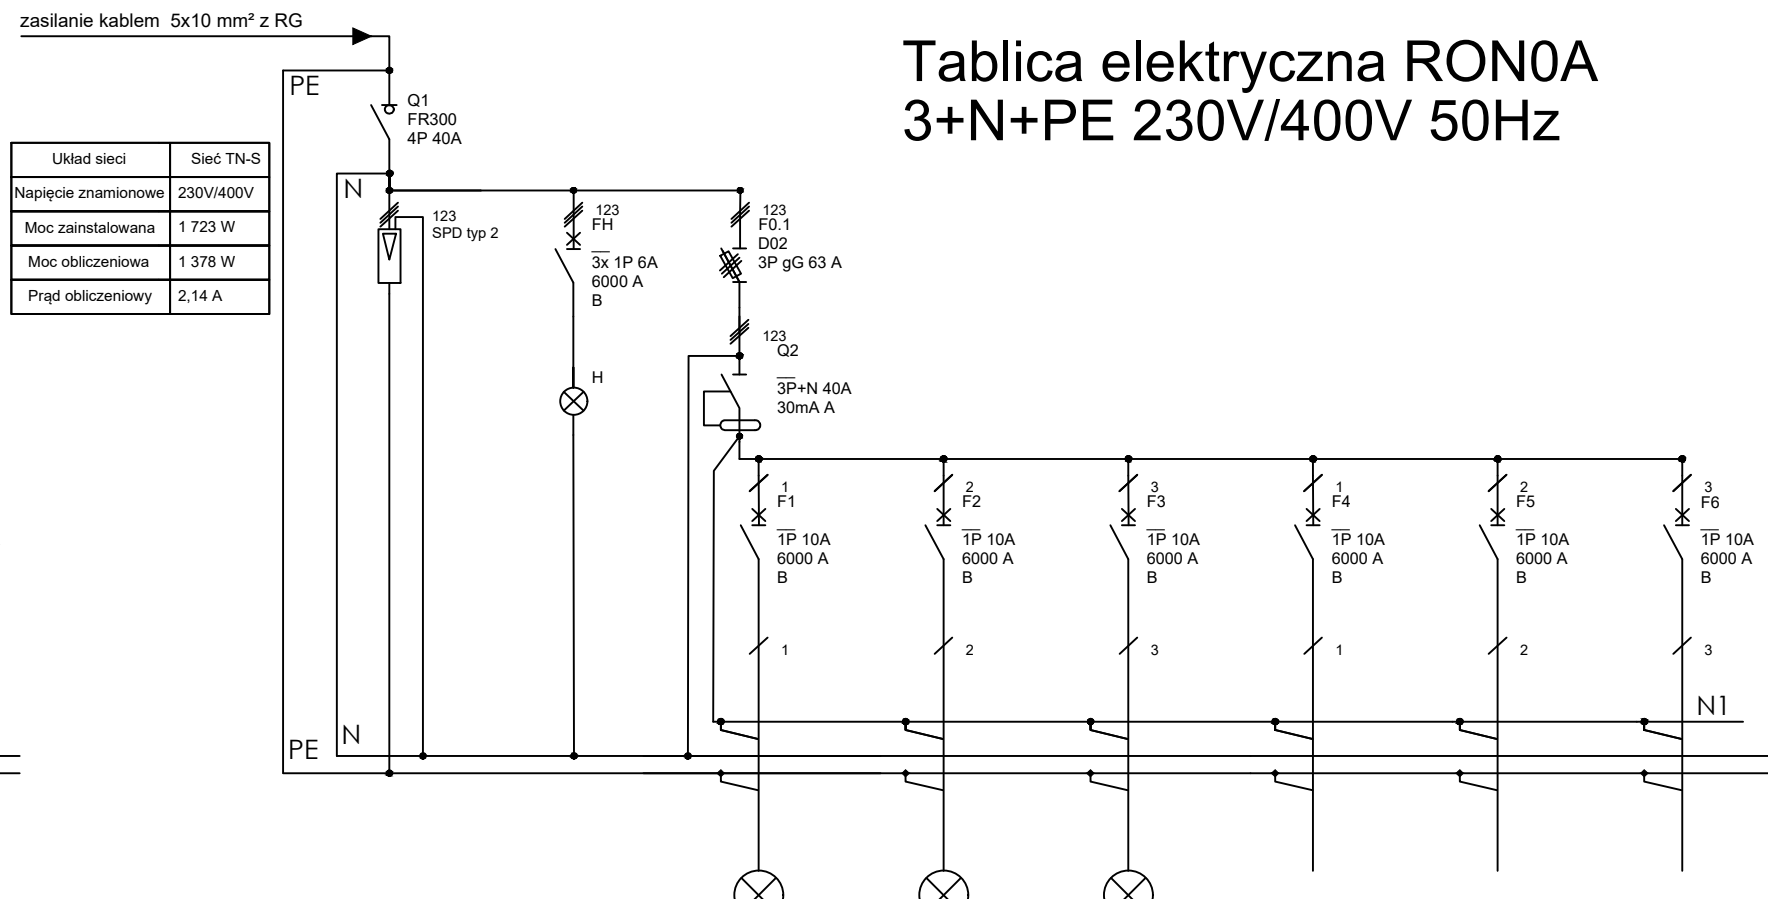 zasilanie kablem 5x10 mm² z RG
Tablica elektryczna RON0A
3+N+PE 230V/400V 50Hz
PE
Q1
FR300
4P 40A
Układ sieci Sieć TN-S
Napięcie znamionowe 230V/400V
Moc zainstalowana 1 723 W
Moc obliczeniowa 1 378 W
Prąd obliczeniowy 2,14 A
N
123
SPD typ 2
123
FH
3x 1P 6A
6000 A
B
H
123
F0.1
D02
3P gG 63 A
123
Q2
3P+N 40A
30mA A
1
F1
1P 10A
6000 A
B
1
2
F2
1P 10A
6000 A
B
2
3
F3
1P 10A
6000 A
B
3
1
F4
1P 10A
6000 A
B
1
2
F5
1P 10A
6000 A
B
2
3
F6
1P 10A
6000 A
B
3
N1
N
PE